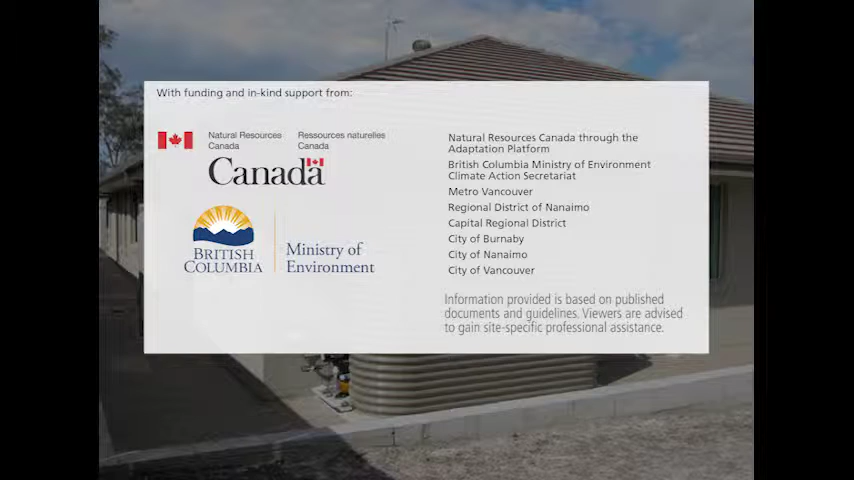 With funding and in-kind support from:
Natural Resources Canada
Ressources naturelles Canada
Canada
BRITISH
COLUMBIA
Ministry of
Environment
Natural Resources Canada through the
Adaptation Platform
British Columbia Ministry of Environment
Climate Action Secretariat
Metro Vancouver
Regional District of Nanaimo
Capital Regional District
City of Burnaby
City of Nanaimo
City of Vancouver
Information provided is based on published
documents and guidelines. Viewers are advised
to gain site-specific professional assistance.